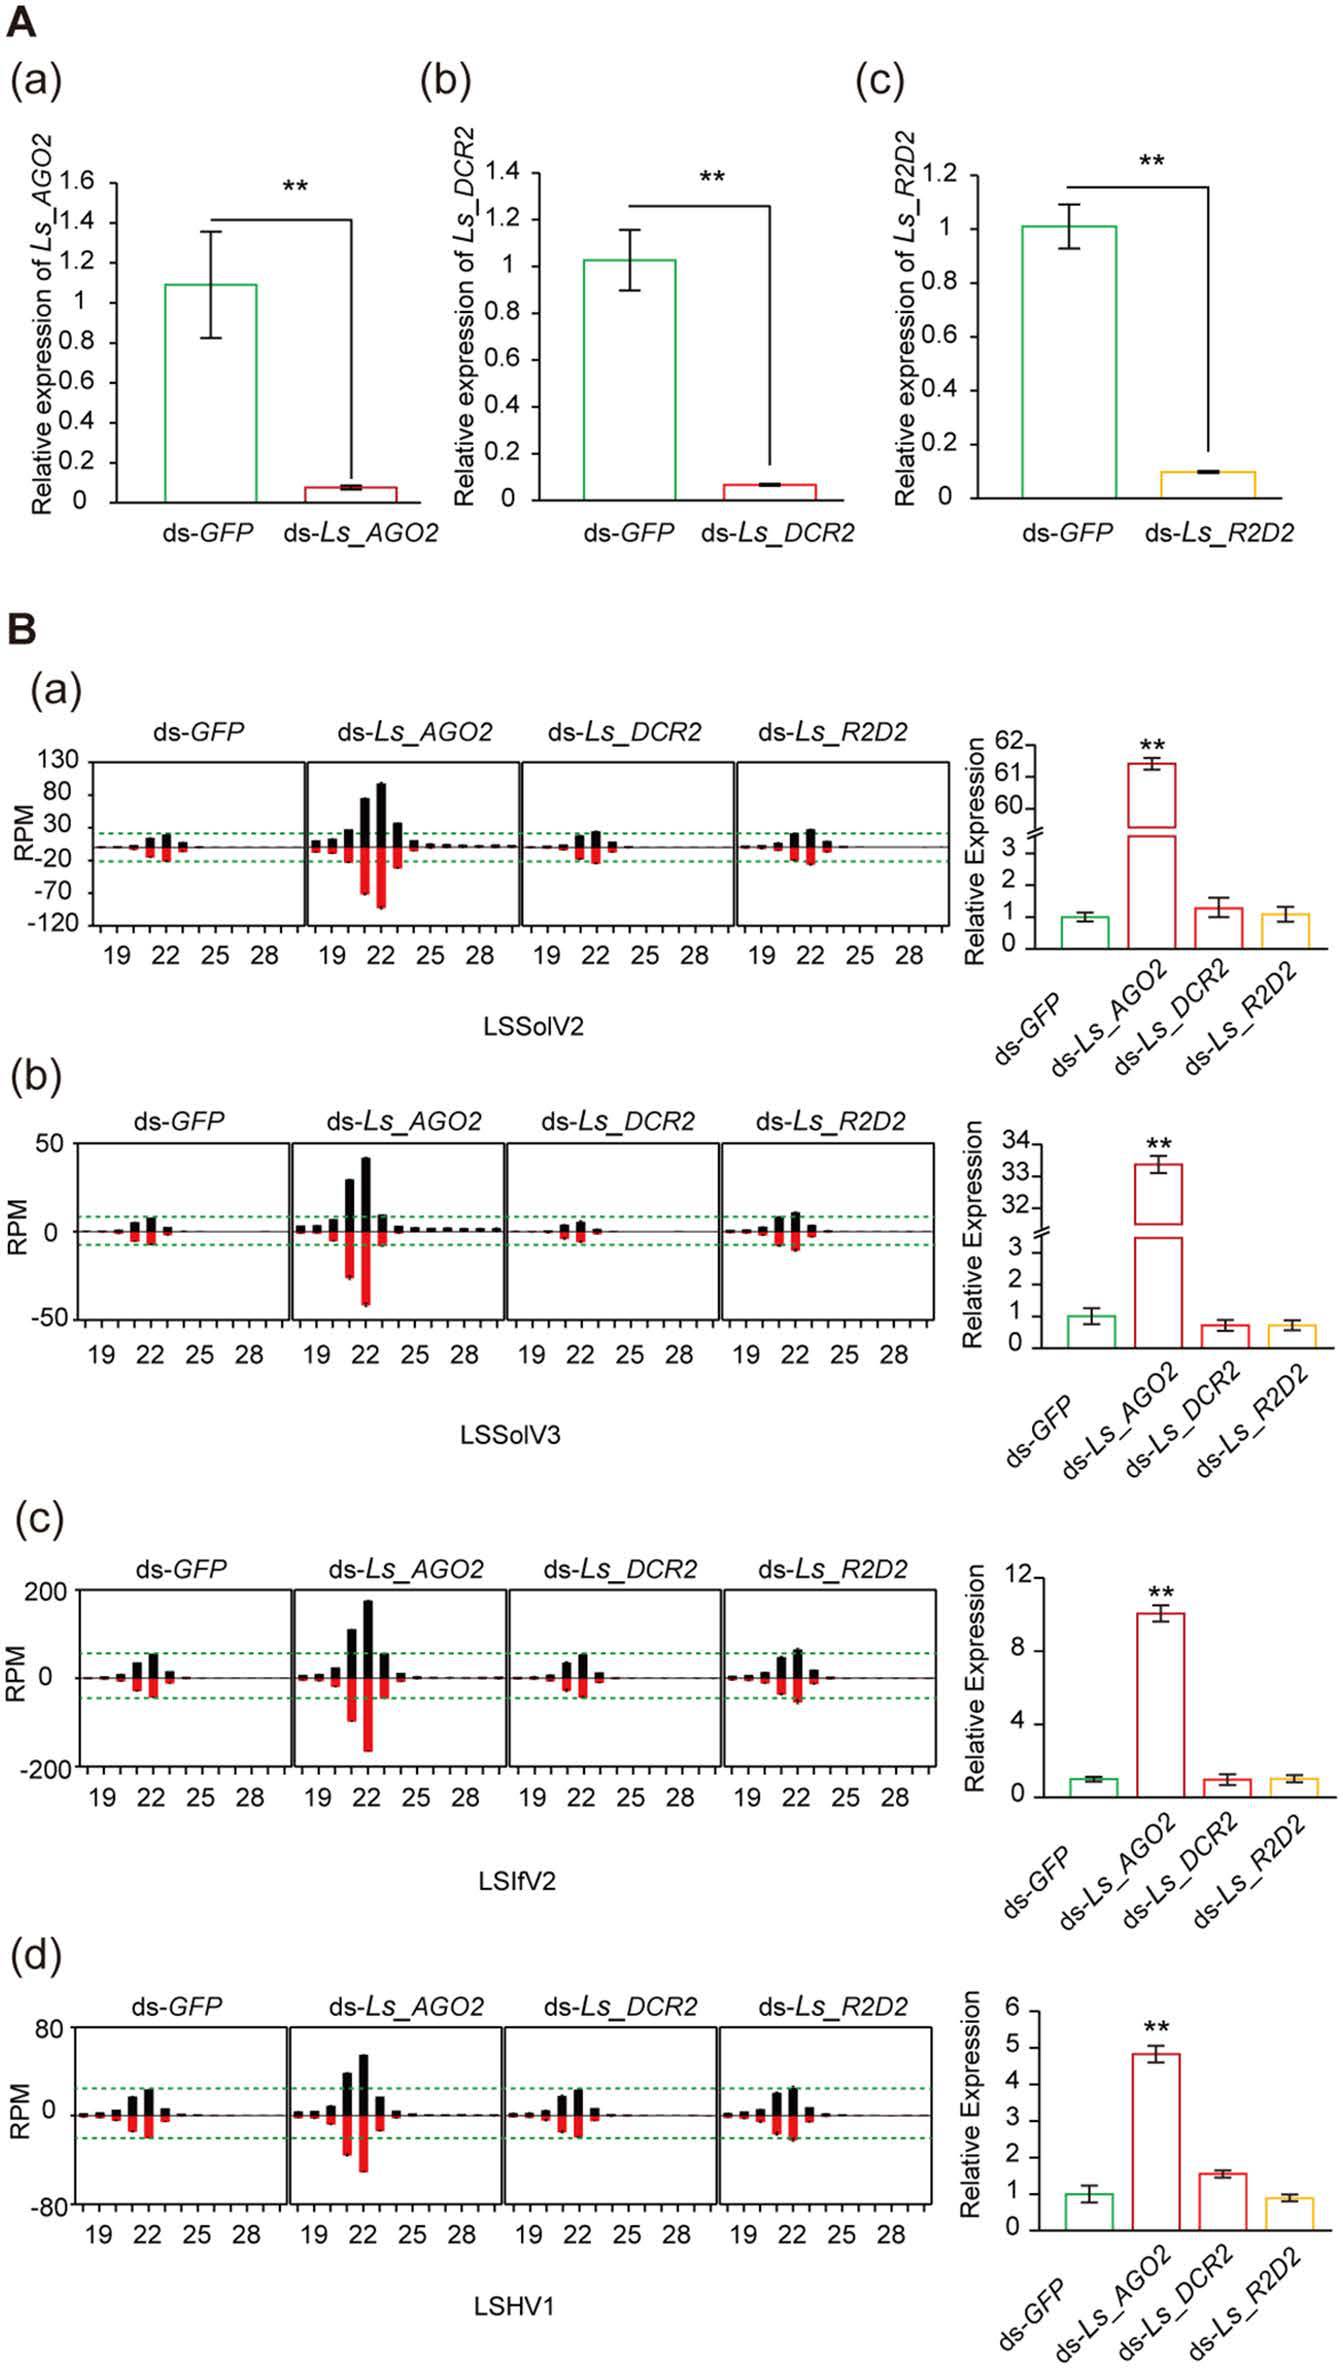 A
(a)
(b)
(c)
Relative expression of Ls_AGO2
1.6
1.4
1.2
1
0.8
0.6
0.4
0.2
0
**
ds-GFP ds-Ls_AGO2
Relative expression of Ls_DCR2
1.4
1.2
1
0.8
0.6
0.4
0.2
0
**
ds-GFP ds-Ls_DCR2
Relative expression of Ls_R2D2
1.2
1
0.8
0.6
0.4
0.2
0
**
ds-GFP ds-Ls_R2D2
B
(a)
ds-GFP ds-Ls_AGO2 ds-Ls_DCR2 ds-Ls_R2D2
RPM
130
80
30
-20
-70
-120
19 22 25 28 19 22 25 28 19 22 25 28 19 22 25 28
LSSolV2
Relative Expression
62
61
60
3
2
1
0
**
ds-GFP
ds-Ls_AGO2
ds-Ls_DCR2
ds-Ls_R2D2
(b)
ds-GFP ds-Ls_AGO2 ds-Ls_DCR2 ds-Ls_R2D2
RPM
50
0
-50
19 22 25 28 19 22 25 28 19 22 25 28 19 22 25 28
LSSolV3
Relative Expression
34
33
32
3
2
1
0
**
ds-GFP
ds-Ls_AGO2
ds-Ls_DCR2
ds-Ls_R2D2
(c)
ds-GFP ds-Ls_AGO2 ds-Ls_DCR2 ds-Ls_R2D2
RPM
200
0
-200
19 22 25 28 19 22 25 28 19 22 25 28 19 22 25 28
LSIfV2
Relative Expression
12
8
4
0
**
ds-GFP
ds-Ls_AGO2
ds-Ls_DCR2
ds-Ls_R2D2
(d)
ds-GFP ds-Ls_AGO2 ds-Ls_DCR2 ds-Ls_R2D2
RPM
80
0
-80
19 22 25 28 19 22 25 28 19 22 25 28 19 22 25 28
LSHV1
Relative Expression
6
5
4
3
2
1
0
**
ds-GFP
ds-Ls_AGO2
ds-Ls_DCR2
ds-Ls_R2D2